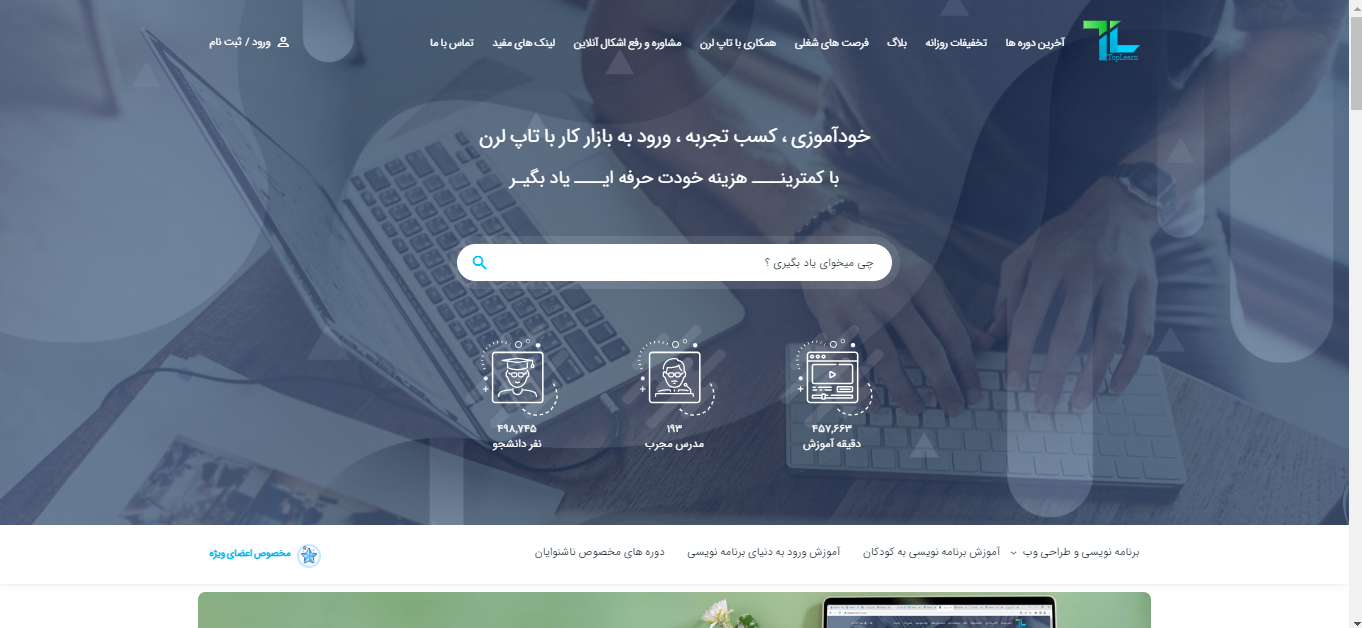 TopLearn
آخرین دوره ها
تخفیفات روزانه
بلاگ
فرصت های شغلی
همکاری با تاپ لرن
مشاوره و رفع اشکال آنلاین
لینک های مفید
تماس با ما
ورود / ثبت نام
خودآموزی ، کسب تجربه ، ورود به بازار کار با تاپ لرن
با کمترینـــــ هزینه خودت حرفه ایــــ یاد بگیـر
چی میخوای یاد بگیری ؟
۴۵۷,۶۶۳
دقیقه آموزش
۱۹۳
مدرس مجرب
۴۹۸,۷۴۵
نفر دانشجو
برنامه نویسی و طراحی وب
آموزش برنامه نویسی به کودکان
آموزش ورود به دنیای برنامه نویسی
دوره های مخصوص ناشنوایان
مخصوص اعضای ویژه